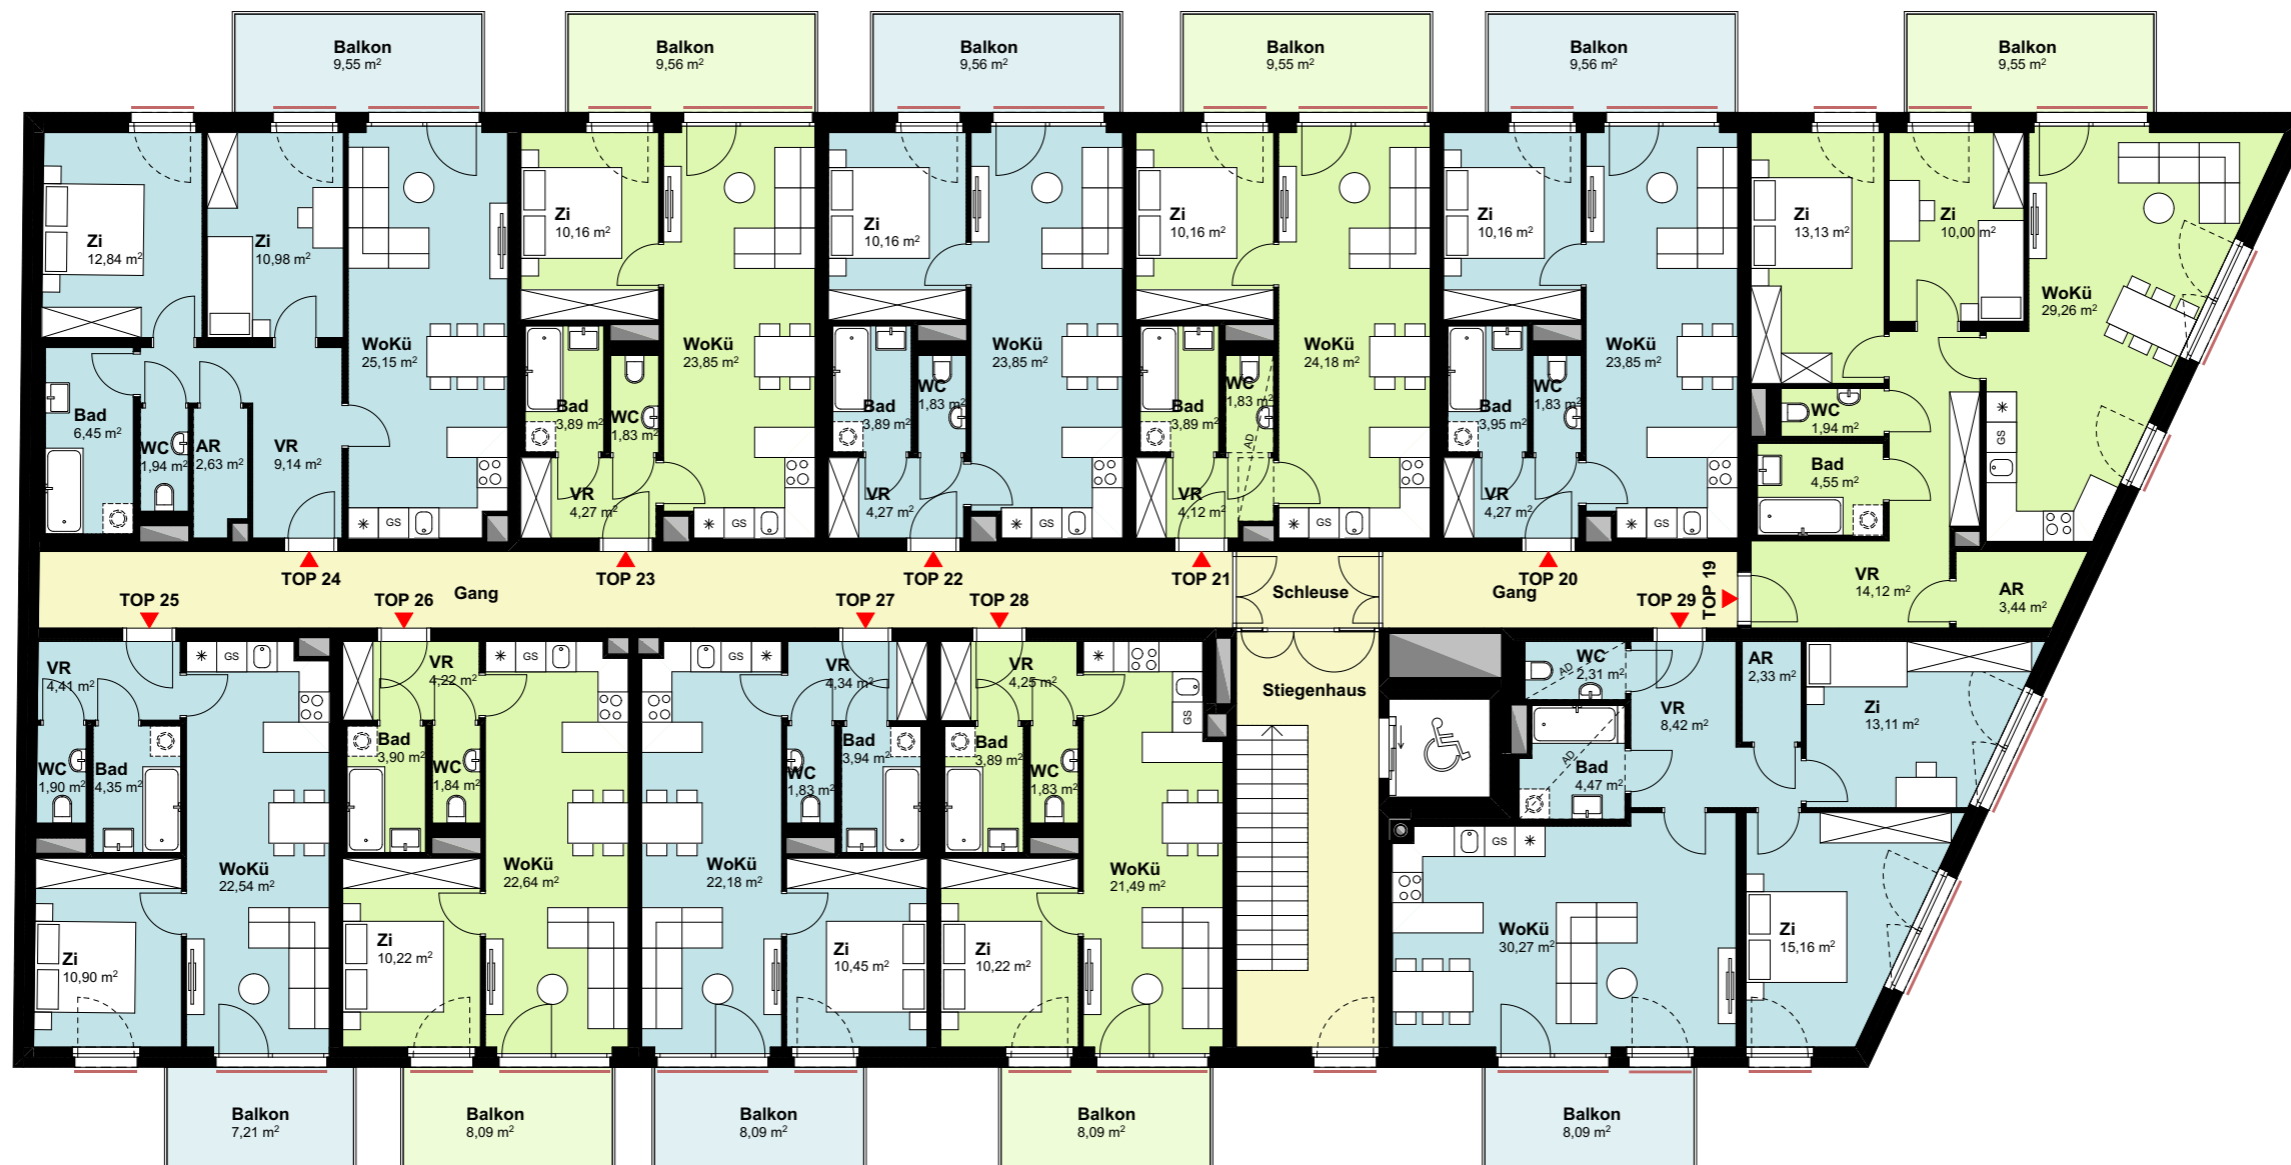 Balkon
9,55 m²
Balkon
9,56 m²
Balkon
9,56 m²
Balkon
9,55 m²
Balkon
9,56 m²
Balkon
9,55 m²
Zi
12,84 m²
Zi
10,98 m²
WoKü
25,15 m²
Bad
6,45 m²
WC
1,94 m²
AR
2,63 m²
VR
9,14 m²
GS
Zi
10,16 m²
WoKü
23,85 m²
Bad
3,89 m²
WC
1,83 m²
VR
4,27 m²
GS
Zi
10,16 m²
WoKü
23,85 m²
Bad
3,89 m²
WC
1,83 m²
VR
4,27 m²
GS
Zi
10,16 m²
WoKü
24,18 m²
Bad
3,89 m²
WC
1,83 m²
AD
VR
4,12 m²
GS
Zi
10,16 m²
WoKü
23,85 m²
Bad
3,95 m²
WC
1,83 m²
VR
4,27 m²
GS
Zi
13,13 m²
Zi
10,00 m²
WoKü
29,26 m²
WC
1,94 m²
Bad
4,55 m²
GS
VR
14,12 m²
AR
3,44 m²
TOP 24
TOP 23
TOP 22
TOP 21
TOP 20
TOP 19
Gang
Schleuse
Gang
TOP 25
TOP 26
TOP 27
TOP 28
TOP 29
VR
4,41 m²
GS
WC
1,90 m²
Bad
4,35 m²
WoKü
22,54 m²
Zi
10,90 m²
VR
4,22 m²
GS
Bad
3,90 m²
WC
1,84 m²
WoKü
22,64 m²
Zi
10,22 m²
GS
VR
4,34 m²
WC
1,83 m²
Bad
3,94 m²
WoKü
22,18 m²
Zi
10,45 m²
VR
4,25 m²
GS
Bad
3,89 m²
WC
1,83 m²
WoKü
21,49 m²
Zi
10,22 m²
Stiegenhaus
WC
2,31 m²
AD
VR
8,42 m²
AR
2,33 m²
Zi
13,11 m²
AD
Bad
4,47 m²
GS
WoKü
30,27 m²
Zi
15,16 m²
Balkon
7,21 m²
Balkon
8,09 m²
Balkon
8,09 m²
Balkon
8,09 m²
Balkon
8,09 m²